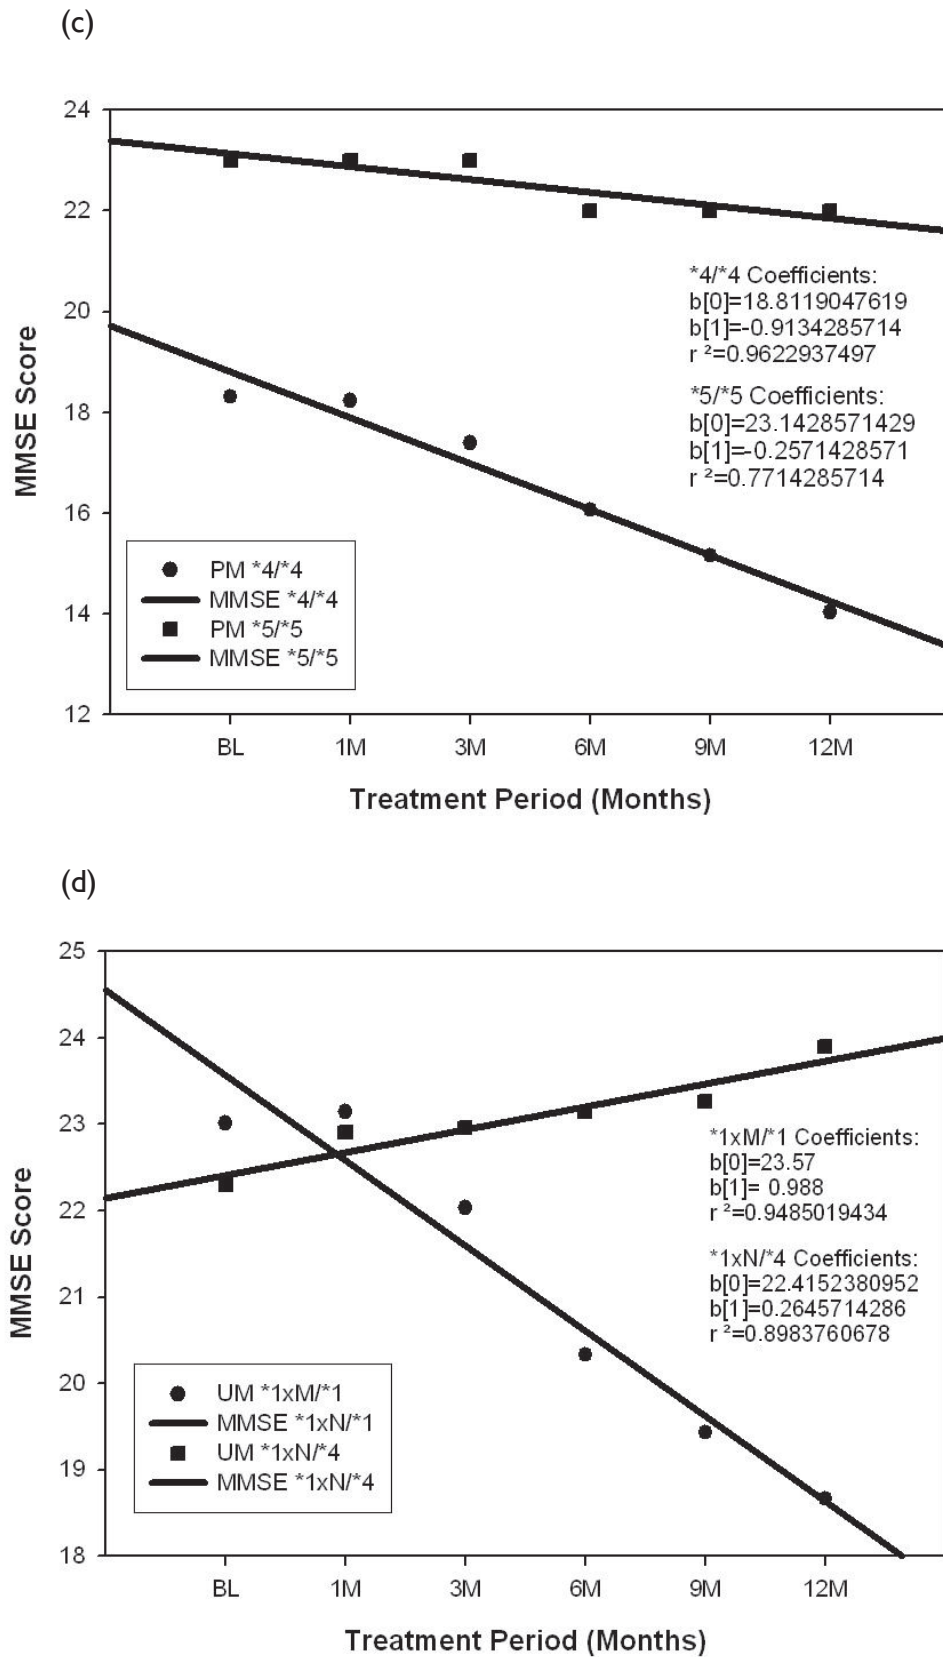 (c)
24
22
20
18
16
14
12
MMSE Score
*4/*4 Coefficients:
b[0]=18.8119047619
b[1]=-0.9134285714
r ²=0.9622937497
*5/*5 Coefficients:
b[0]=23.1428571429
b[1]=-0.2571428571
r ²=0.7714285714
PM *4/*4
MMSE *4/*4
PM *5/*5
MMSE *5/*5
BL 1M 3M 6M 9M 12M
Treatment Period (Months)
(d)
25
24
23
22
21
20
19
18
MMSE Score
*1xM/*1 Coefficients:
b[0]=23.57
b[1]= 0.988
r ²=0.9485019434
*1xN/*4 Coefficients:
b[0]=22.4152380952
b[1]=0.2645714286
r ²=0.8983760678
UM *1xM/*1
MMSE *1xN/*1
UM *1xN/*4
MMSE *1xN/*4
BL 1M 3M 6M 9M 12M
Treatment Period (Months)